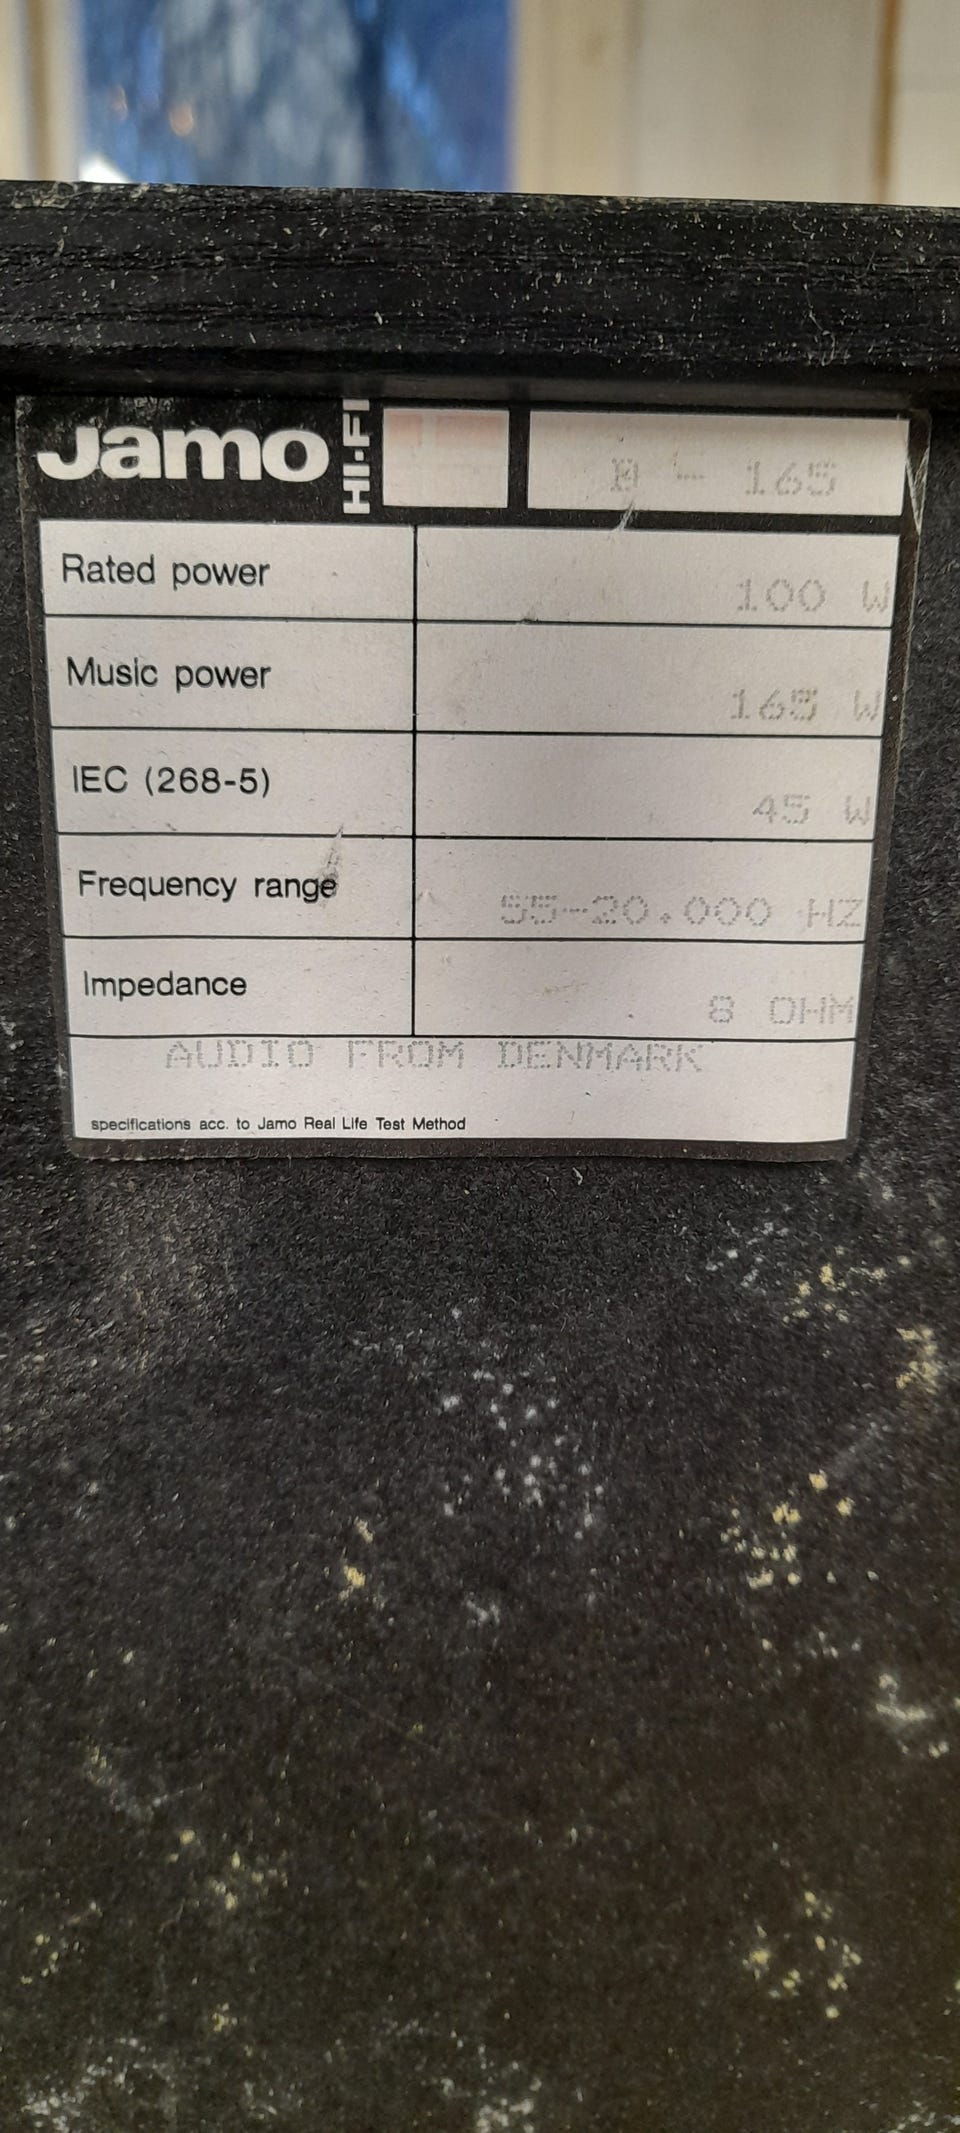 Jamo HI-FI - 165
Rated power 100 W
Music power 165 W
IEC (268-5) 45 W
Frequency range 55-20.000 HZ
Impedance 8 OHM
AUDIO FROM DENMARK
specifications acc. to Jamo Real Life Test Method